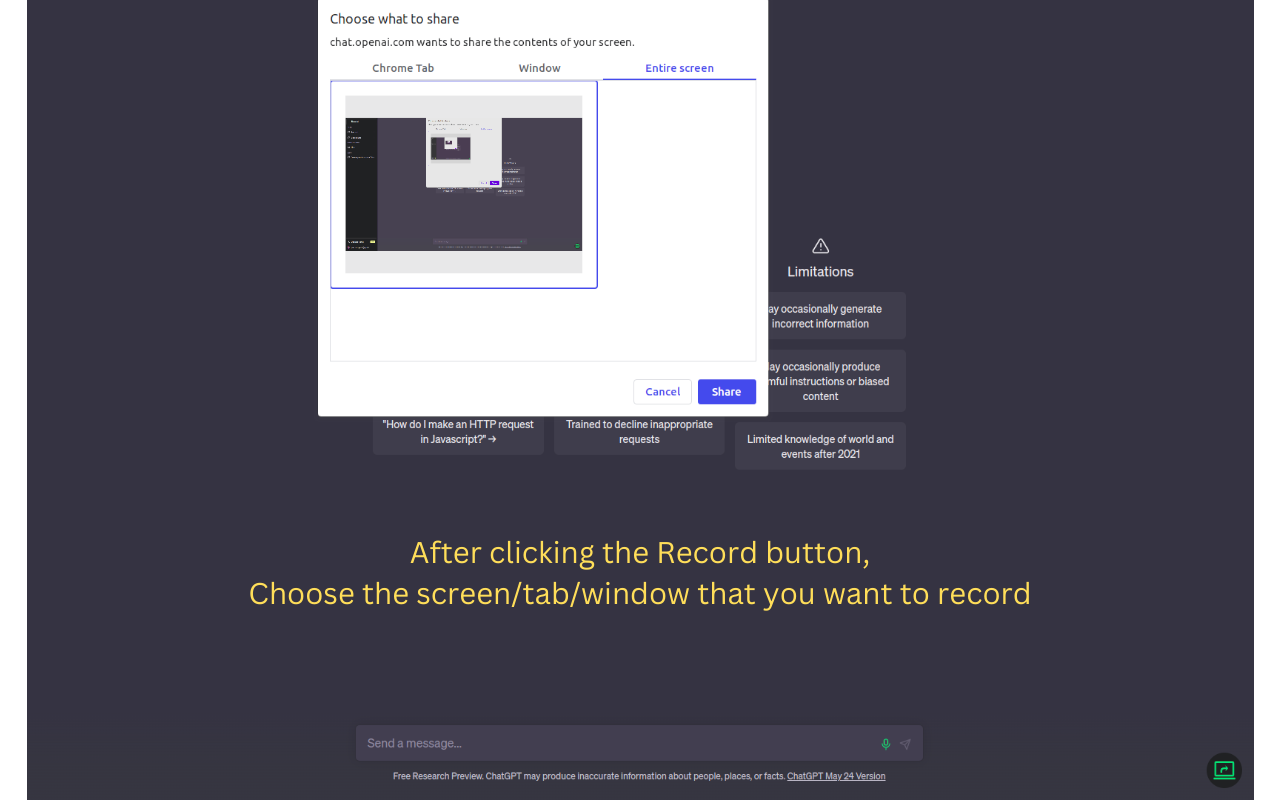 Choose what to share
chat.openai.com wants to share the contents of your screen.
Chrome Tab
Window
Entire screen
Cancel
Share
Limitations
ay occasionally generate
incorrect information
ay occasionally produce
mful instructions or biased
content
Limited knowledge of world and
events after 2021
"How do I make an HTTP request
in Javascript?" →
Trained to decline inappropriate
requests
After clicking the Record button,
Choose the screen/tab/window that you want to record
Send a message...
Free Research Preview. ChatGPT may produce inaccurate information about people, places, or facts. ChatGPT May 24 Version